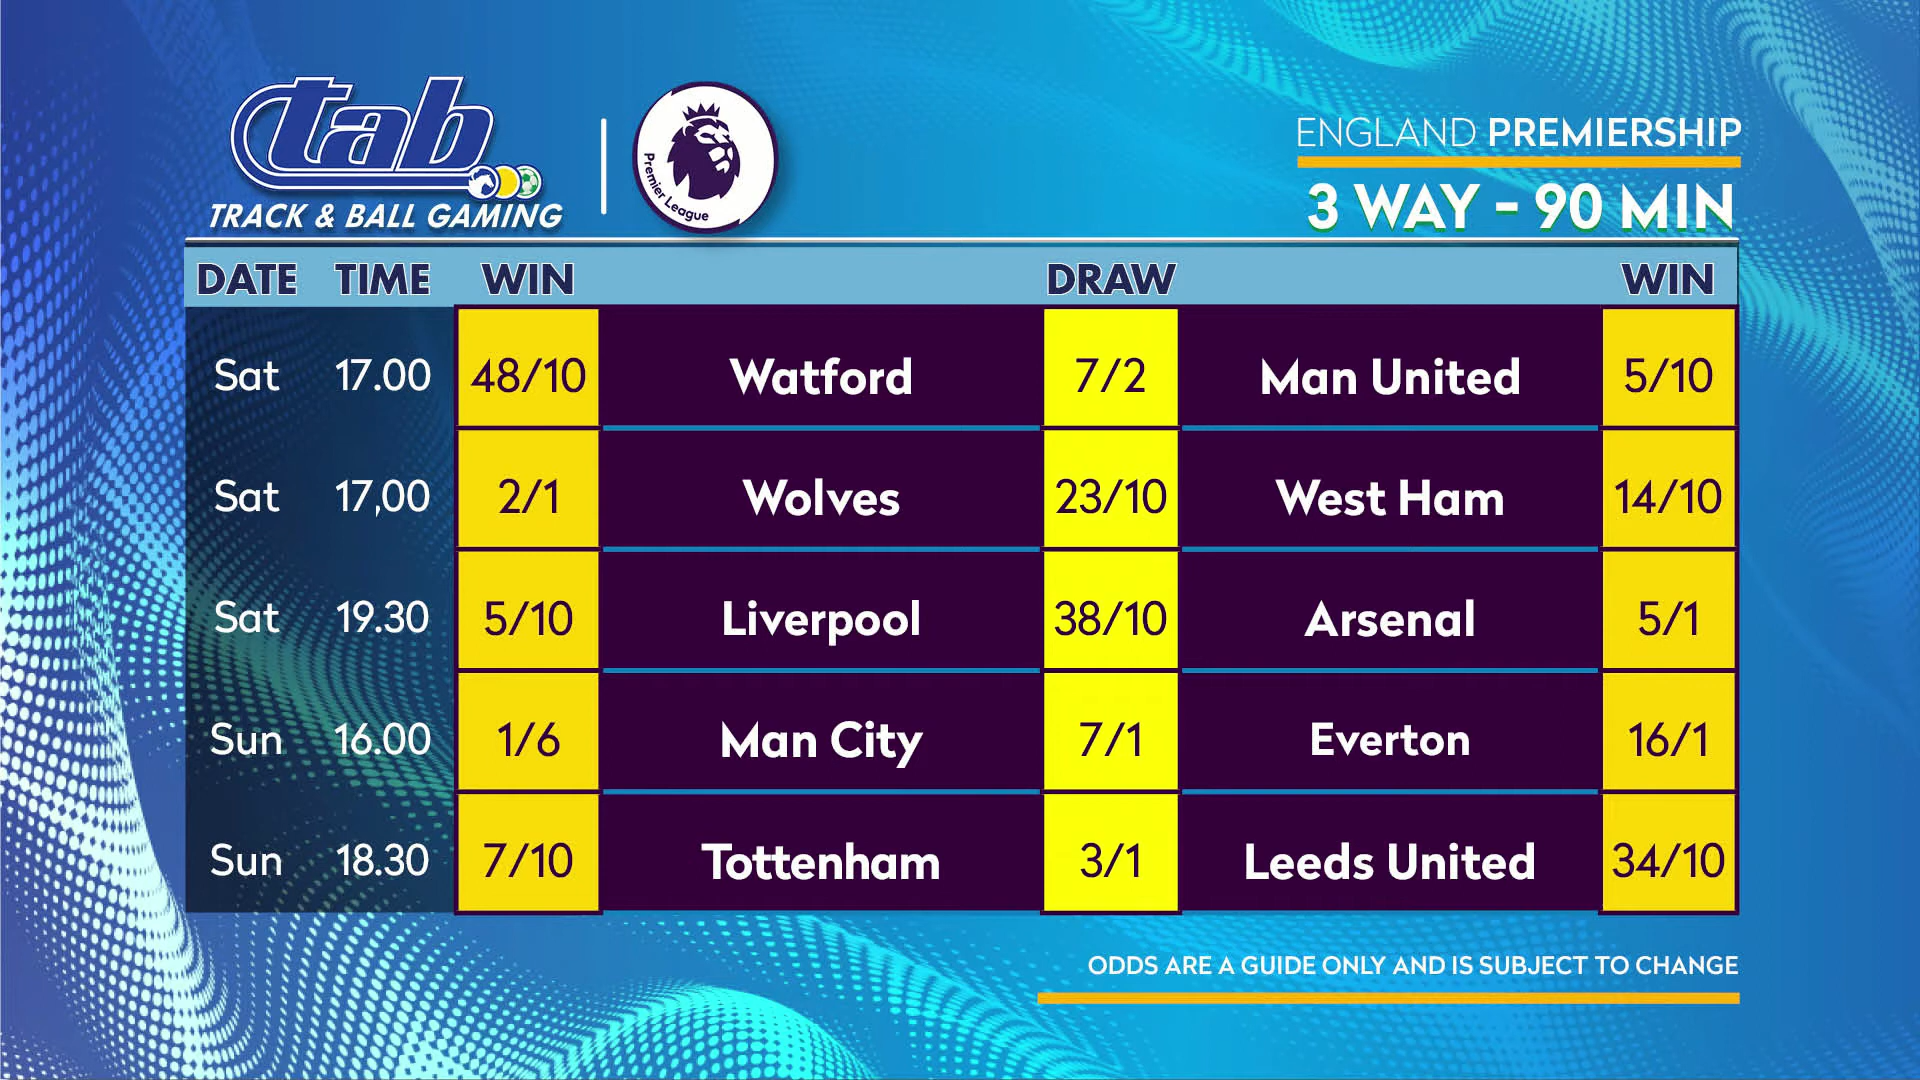 tab
TRACK & BALL GAMING
Premier League
ENGLAND PREMIERSHIP
3 WAY - 90 MIN
DATE TIME WIN DRAW WIN
Sat 17.00 48/10 Watford 7/2 Man United 5/10
Sat 17,00 2/1 Wolves 23/10 West Ham 14/10
Sat 19.30 5/10 Liverpool 38/10 Arsenal 5/1
Sun 16.00 1/6 Man City 7/1 Everton 16/1
Sun 18.30 7/10 Tottenham 3/1 Leeds United 34/10
ODDS ARE A GUIDE ONLY AND IS SUBJECT TO CHANGE